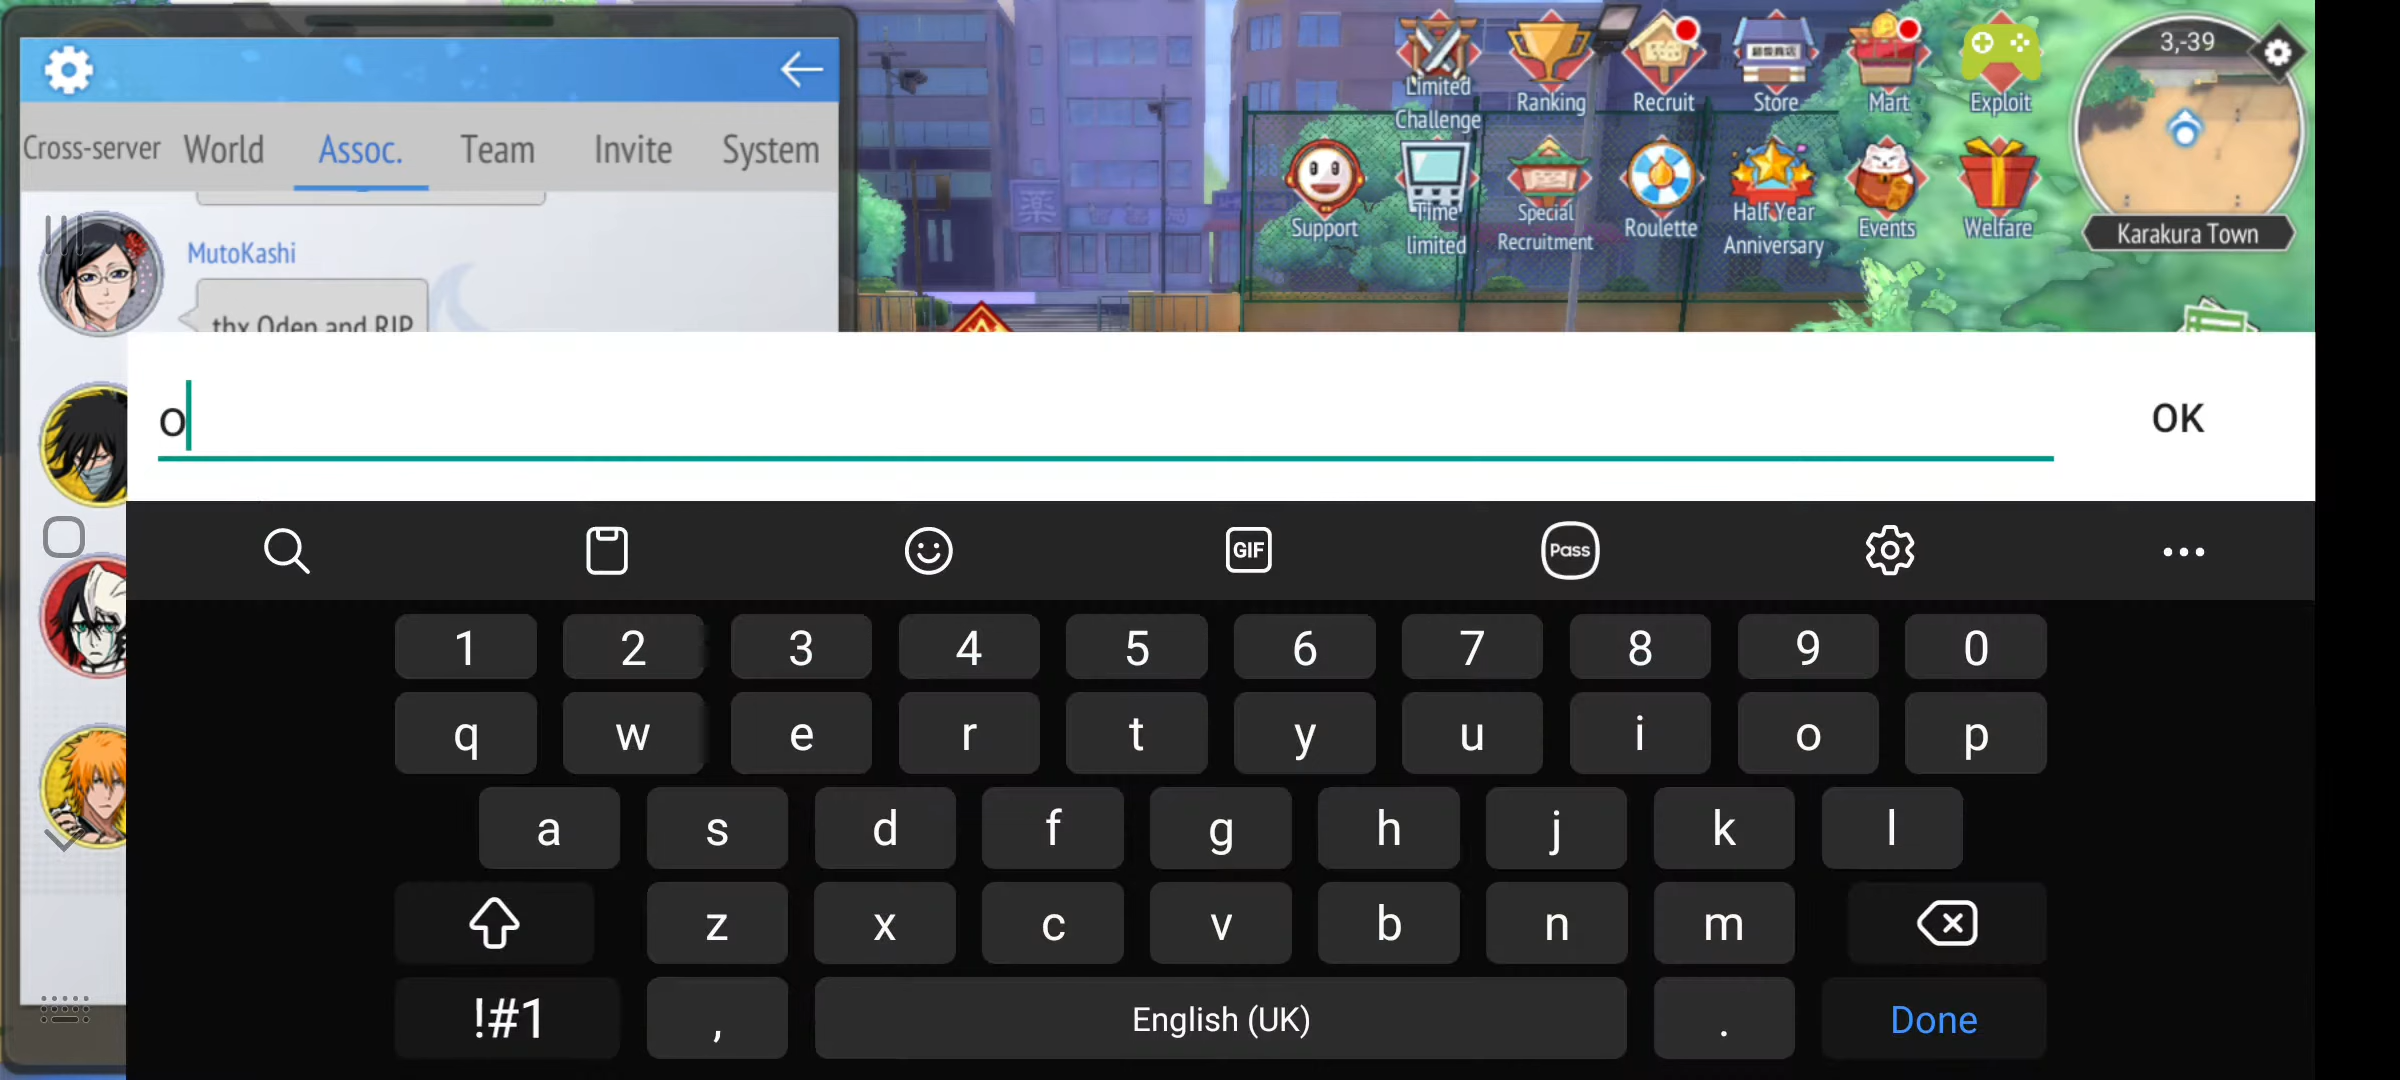 3,-39
Limited
Challenge
Ranking
Recruit
Store
Mart
Exploit
Cross-server World Assoc. Team Invite System
Support
Time
limited
Special
Recruitment
Roulette
Half Year
Anniversary
Events
Welfare
Karakura Town
MutoKashi
thx Oden and RIP
o
OK
GIF
Pass
1 2 3 4 5 6 7 8 9 0
q w e r t y u i o p
a s d f g h j k l
z x c v b n m
!#1 , English (UK) . Done